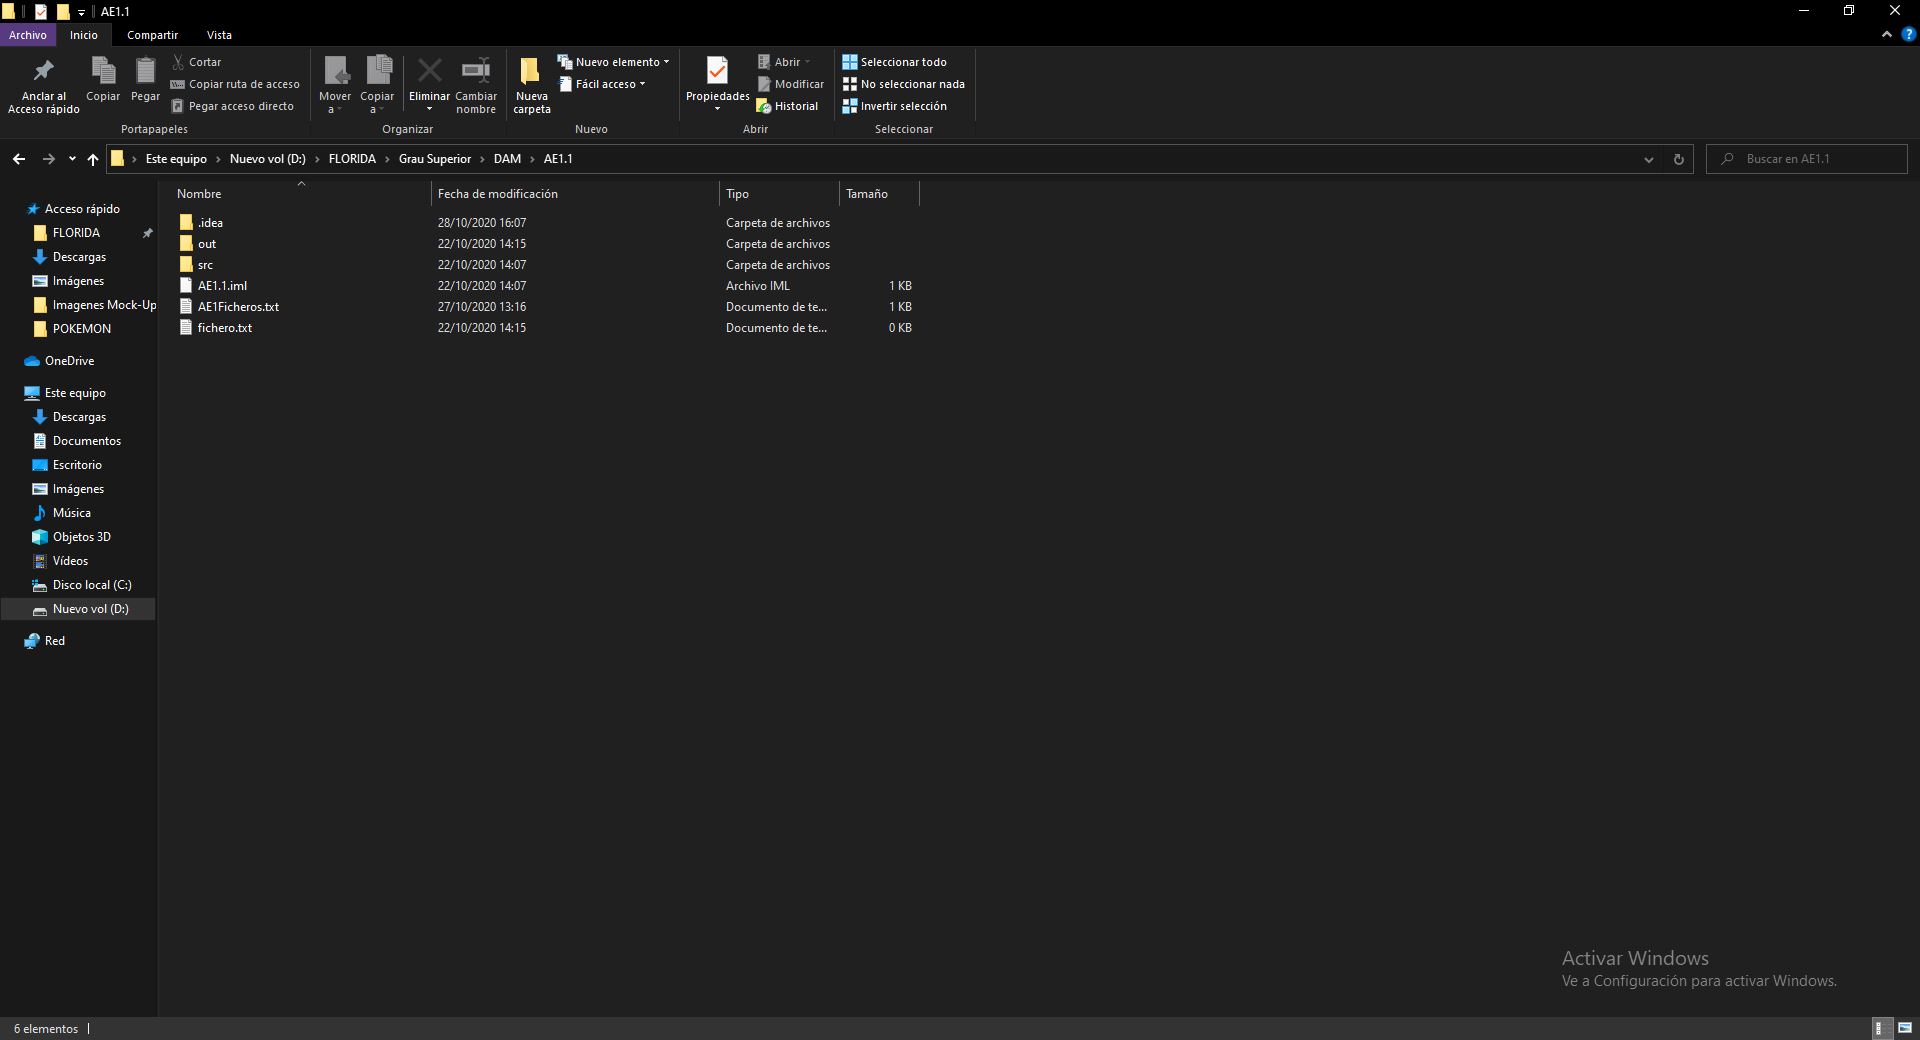 AE1.1
Archivo Inicio Compartir Vista
Anclar al Acceso rápido
Copiar
Pegar
Cortar
Copiar ruta de acceso
Pegar acceso directo
Portapapeles
Mover a
Copiar a
Eliminar
Cambiar nombre
Organizar
Nueva carpeta
Nuevo elemento
Fácil acceso
Nuevo
Propiedades
Abrir
Modificar
Historial
Abrir
Seleccionar todo
No seleccionar nada
Invertir selección
Seleccionar
Este equipo › Nuevo vol (D:) › FLORIDA › Grau Superior › DAM › AE1.1
Buscar en AE1.1
Acceso rápido
FLORIDA
Descargas
Imágenes
Imagenes Mock-Up
POKEMON
OneDrive
Este equipo
Descargas
Documentos
Escritorio
Imágenes
Música
Objetos 3D
Vídeos
Disco local (C:)
Nuevo vol (D:)
Red
Nombre Fecha de modificación Tipo Tamaño
.idea 28/10/2020 16:07 Carpeta de archivos
out 22/10/2020 14:15 Carpeta de archivos
src 22/10/2020 14:07 Carpeta de archivos
AE1.1.iml 22/10/2020 14:07 Archivo IML 1 KB
AE1Ficheros.txt 27/10/2020 13:16 Documento de te... 1 KB
fichero.txt 22/10/2020 14:15 Documento de te... 0 KB
Activar Windows
Ve a Configuración para activar Windows.
6 elementos